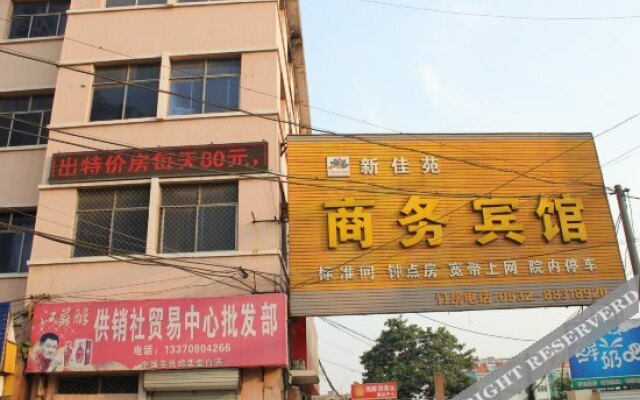 出特价房每天80元,
新佳苑
商务宾馆
标准间 钟点房 宽带上网 院内停车
订房电话:0532-88318920
供销社贸易中心批发部
电话：13370804266
RIGHT RESERVED